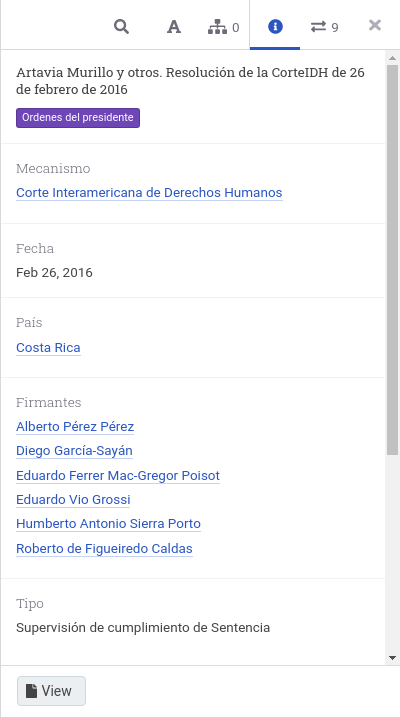 A
0
9
Artavia Murillo y otros. Resolución de la CorteIDH de 26
de febrero de 2016
Ordenes del presidente
Mecanismo
Corte Interamericana de Derechos Humanos
Fecha
Feb 26, 2016
País
Costa Rica
Firmantes
Alberto Pérez Pérez
Diego García-Sayán
Eduardo Ferrer Mac-Gregor Poisot
Eduardo Vio Grossi
Humberto Antonio Sierra Porto
Roberto de Figueiredo Caldas
Tipo
Supervisión de cumplimiento de Sentencia
View